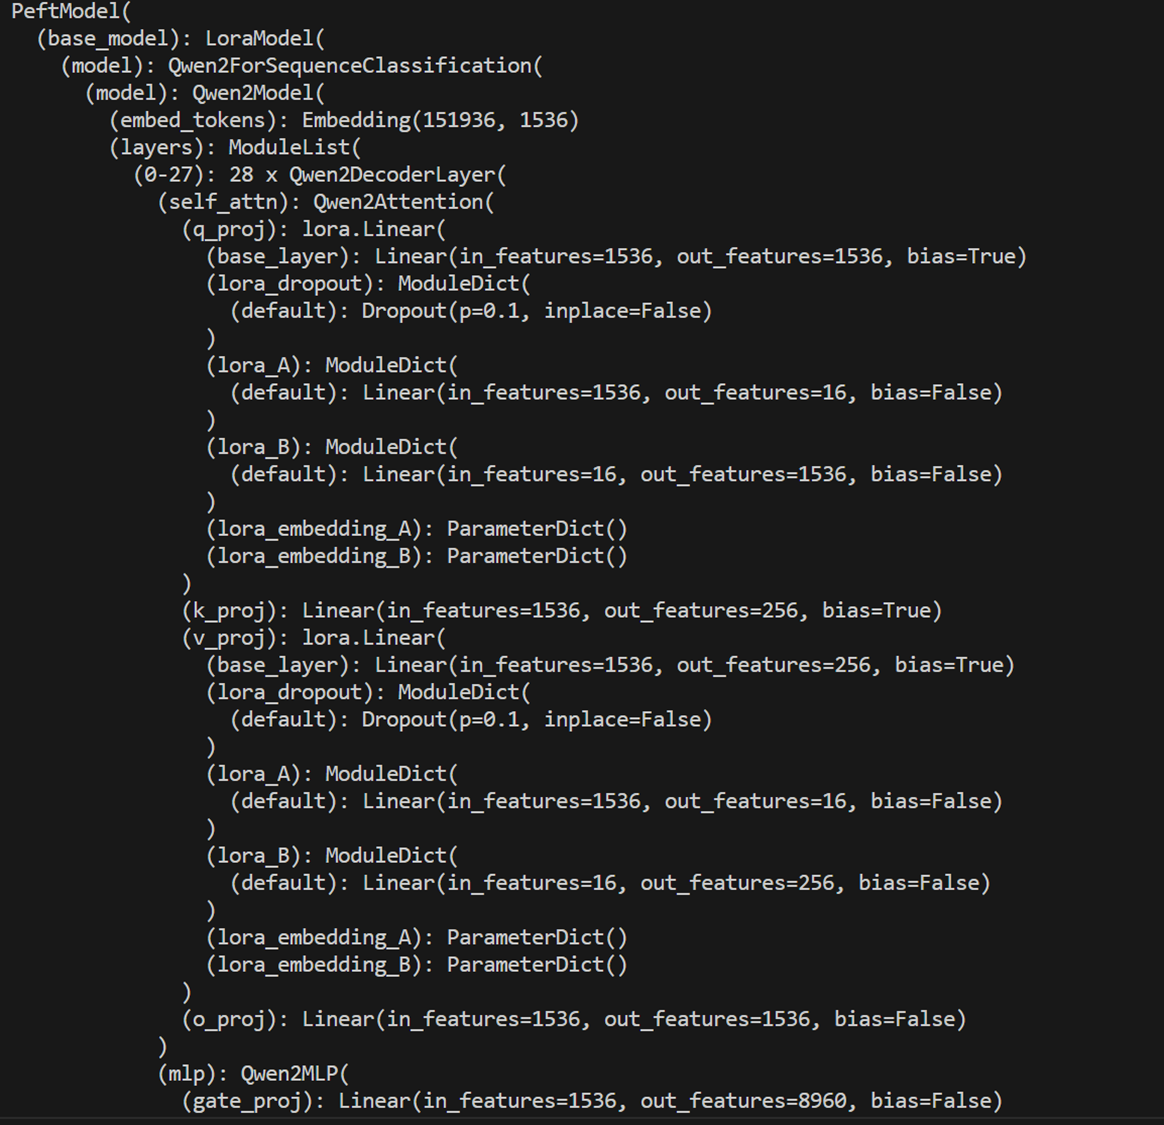 PeftModel(
  (base_model): LoraModel(
    (model): Qwen2ForSequenceClassification(
      (model): Qwen2Model(
        (embed_tokens): Embedding(151936, 1536)
        (layers): ModuleList(
          (0-27): 28 x Qwen2DecoderLayer(
            (self_attn): Qwen2Attention(
              (q_proj): lora.Linear(
                (base_layer): Linear(in_features=1536, out_features=1536, bias=True)
                (lora_dropout): ModuleDict(
                  (default): Dropout(p=0.1, inplace=False)
                )
                (lora_A): ModuleDict(
                  (default): Linear(in_features=1536, out_features=16, bias=False)
                )
                (lora_B): ModuleDict(
                  (default): Linear(in_features=16, out_features=1536, bias=False)
                )
                (lora_embedding_A): ParameterDict()
                (lora_embedding_B): ParameterDict()
              )
              (k_proj): Linear(in_features=1536, out_features=256, bias=True)
              (v_proj): lora.Linear(
                (base_layer): Linear(in_features=1536, out_features=256, bias=True)
                (lora_dropout): ModuleDict(
                  (default): Dropout(p=0.1, inplace=False)
                )
                (lora_A): ModuleDict(
                  (default): Linear(in_features=1536, out_features=16, bias=False)
                )
                (lora_B): ModuleDict(
                  (default): Linear(in_features=16, out_features=256, bias=False)
                )
                (lora_embedding_A): ParameterDict()
                (lora_embedding_B): ParameterDict()
              )
              (o_proj): Linear(in_features=1536, out_features=1536, bias=False)
            )
            (mlp): Qwen2MLP(
              (gate_proj): Linear(in_features=1536, out_features=8960, bias=False)